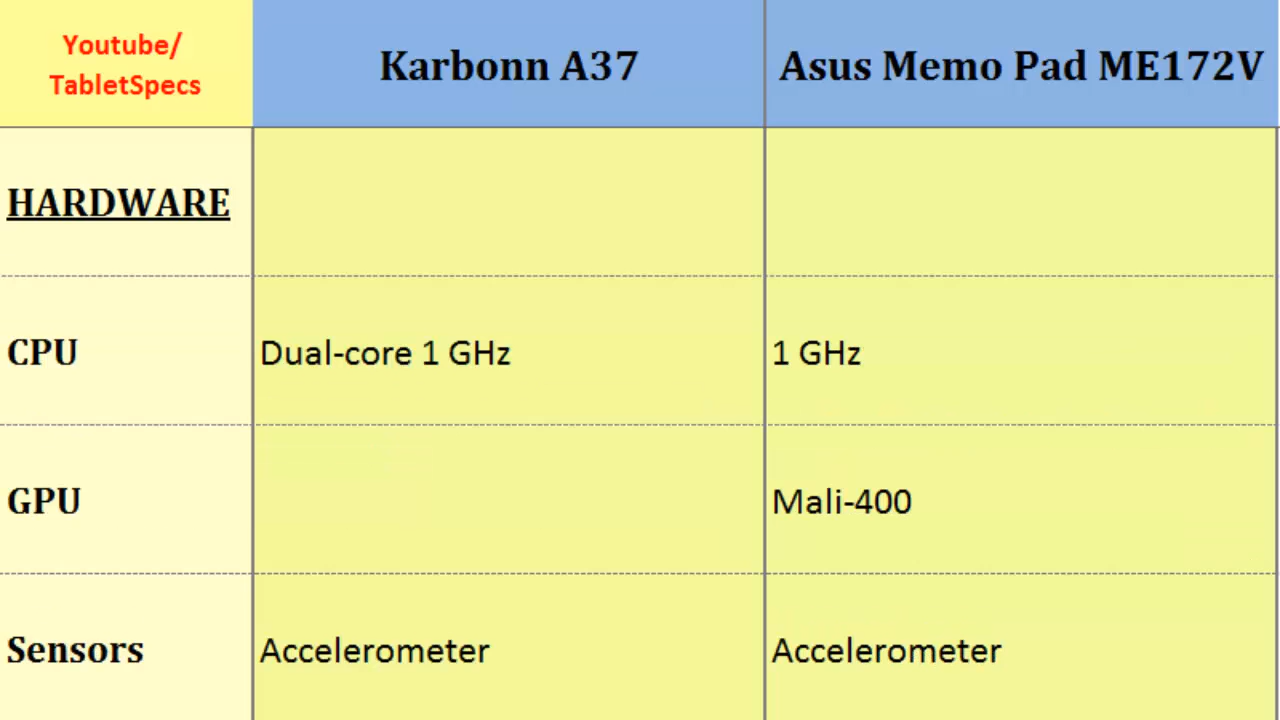 Youtube/
TabletSpecs
Karbonn A37
Asus Memo Pad ME172V
HARDWARE
CPU
Dual-core 1 GHz
1 GHz
GPU
Mali-400
Sensors
Accelerometer
Accelerometer